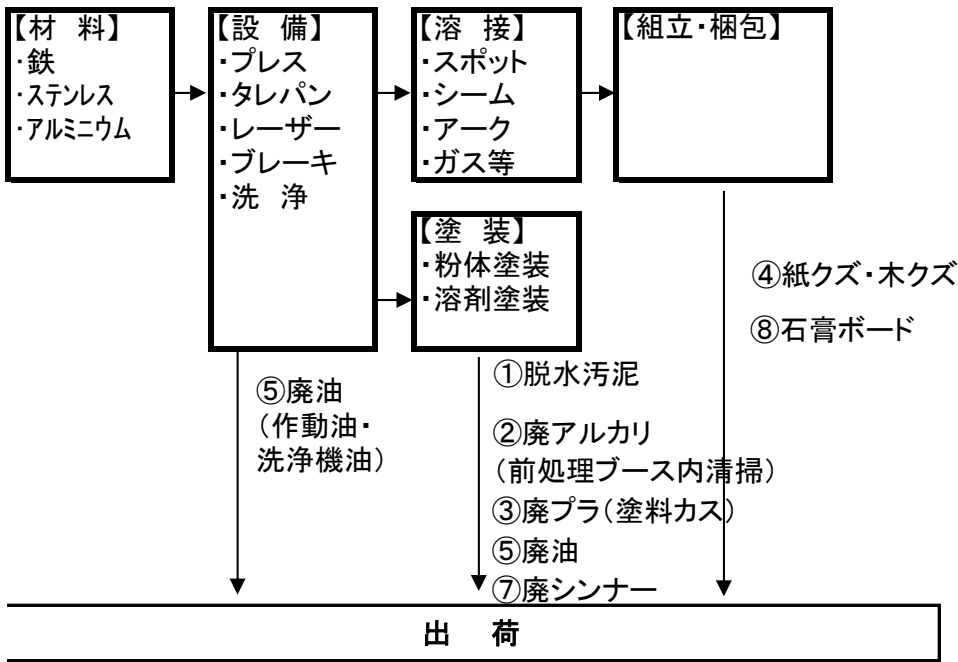 【材　料】
・鉄
・ステンレス
・アルミニウム
【設　備】
・プレス
・タレパン
・レーザー
・ブレーキ
・洗　浄
【溶　接】
・スポット
・シーム
・アーク
・ガス等
【組立・梱包】
【塗　装】
・粉体塗装
・溶剤塗装
④紙クズ・木クズ
⑧石膏ボード
⑤廃油
（作動油・
洗浄機油）
①脱水汚泥
②廃アルカリ
（前処理ブース内清掃）
③廃プラ（塗料カス）
⑤廃油
⑦廃シンナー
出　荷